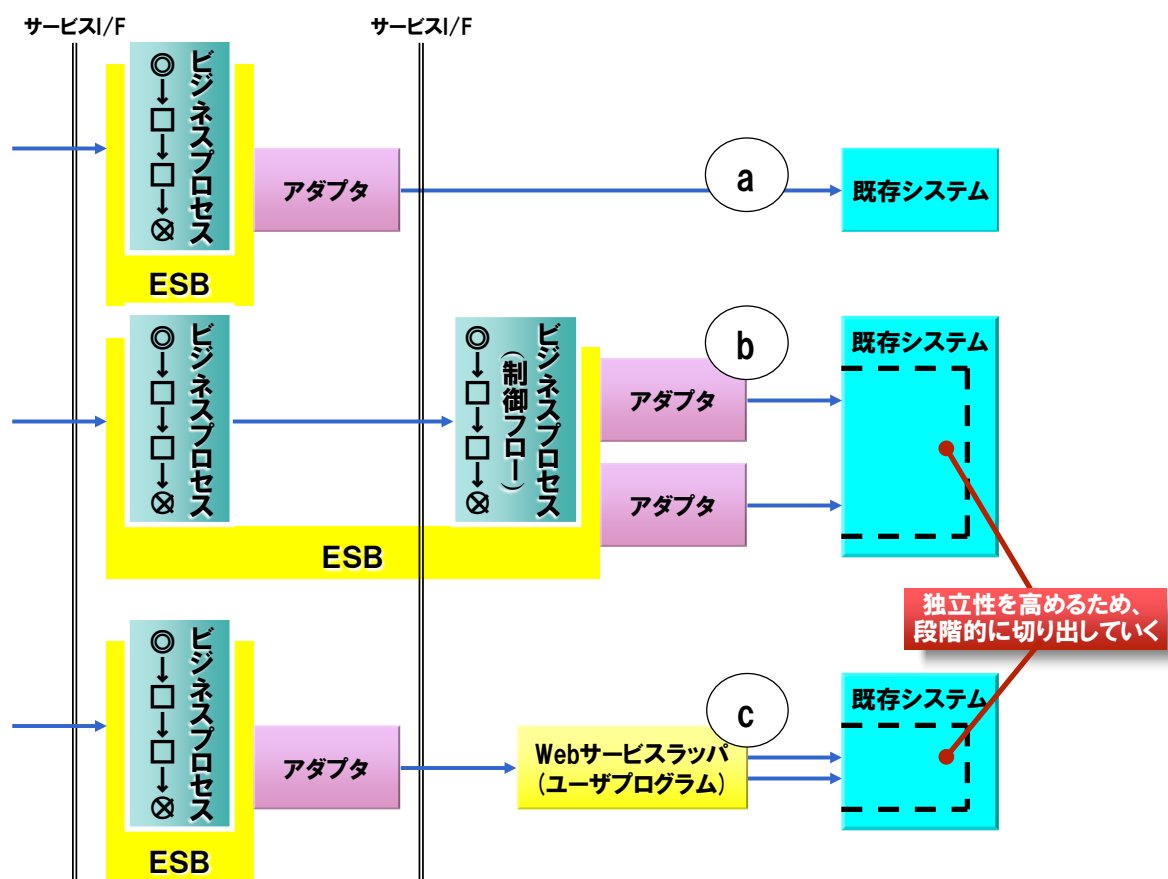 サービスI/F
サービスI/F
ビジネスプロセス
アダプタ
a
既存システム
ESB
ビジネスプロセス
ビジネスプロセス
(制御フロー)
b
アダプタ
アダプタ
既存システム
ESB
独立性を高めるため、
段階的に切り出していく
ビジネスプロセス
アダプタ
c
Webサービスラッパ
(ユーザプログラム)
既存システム
ESB